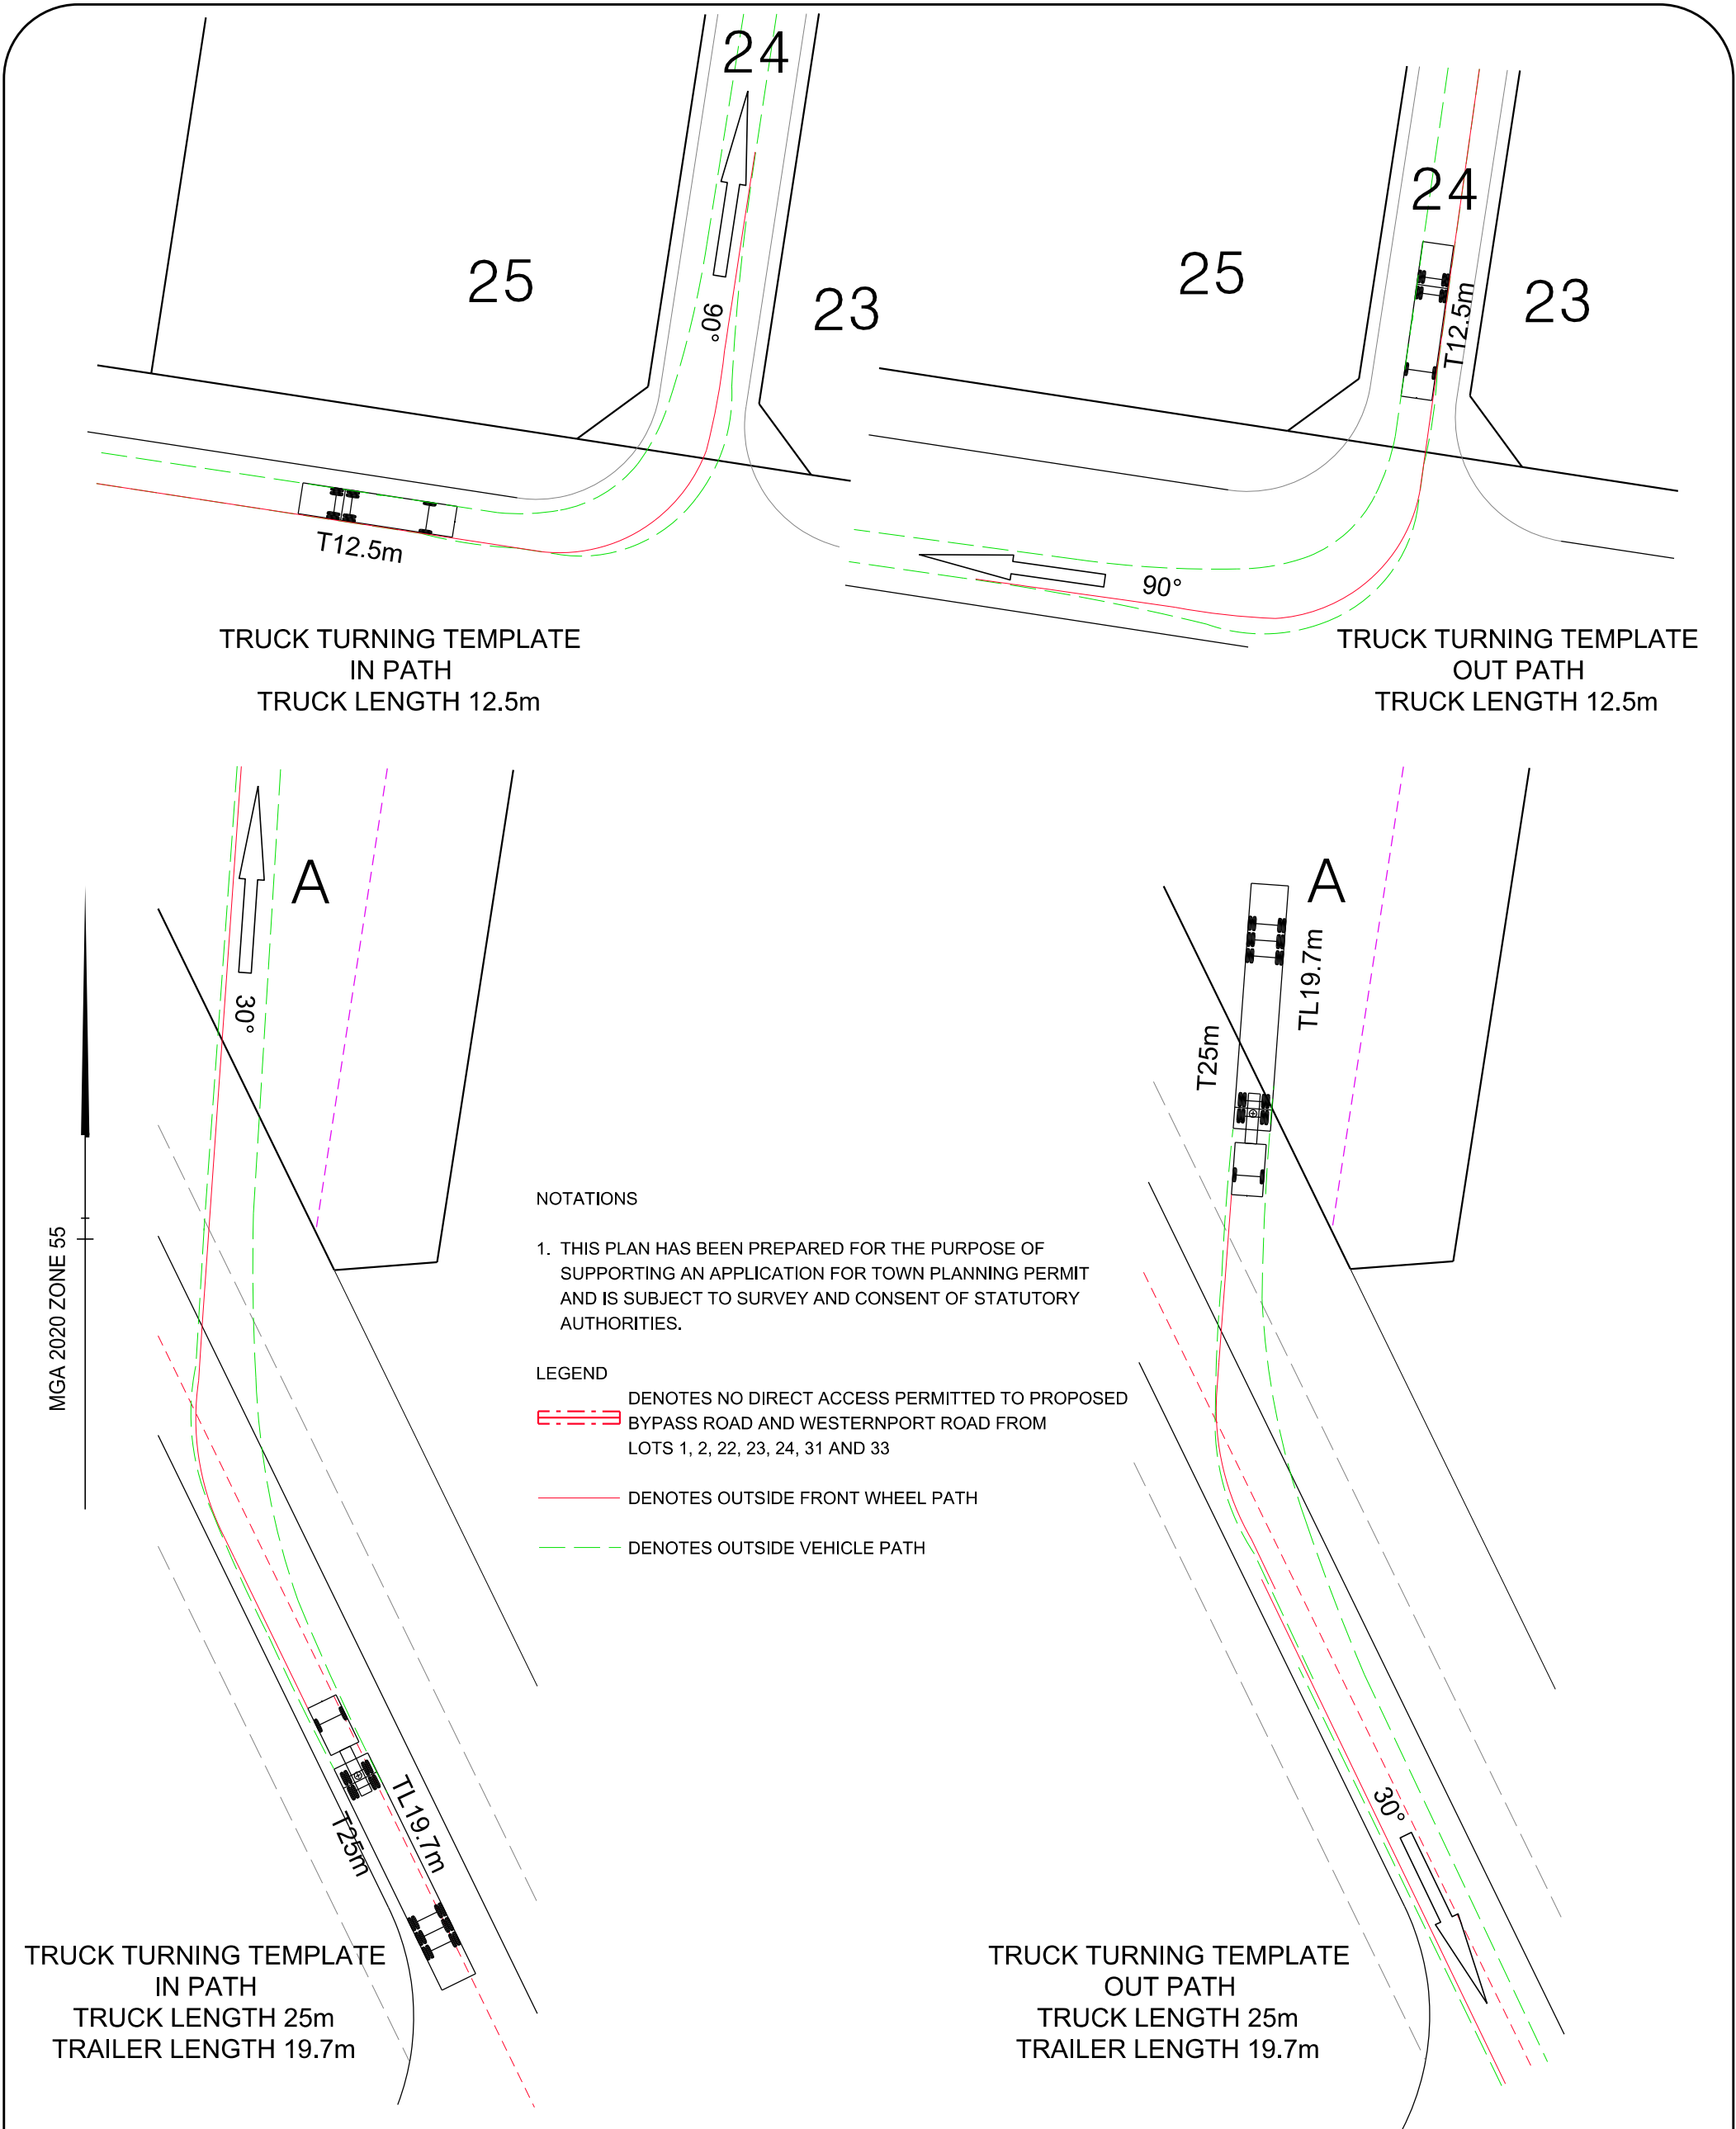 24
25
90°
23
T12.5m
TRUCK TURNING TEMPLATE
IN PATH
TRUCK LENGTH 12.5m
24
25
23
T12.5m
90°
TRUCK TURNING TEMPLATE
OUT PATH
TRUCK LENGTH 12.5m
A
30°
MGA 2020 ZONE 55
TL19.7m
T25m
TRUCK TURNING TEMPLATE
IN PATH
TRUCK LENGTH 25m
TRAILER LENGTH 19.7m
NOTATIONS
1. THIS PLAN HAS BEEN PREPARED FOR THE PURPOSE OF
SUPPORTING AN APPLICATION FOR TOWN PLANNING PERMIT
AND IS SUBJECT TO SURVEY AND CONSENT OF STATUTORY
AUTHORITIES.
LEGEND
DENOTES NO DIRECT ACCESS PERMITTED TO PROPOSED
BYPASS ROAD AND WESTERNPORT ROAD FROM
LOTS 1, 2, 22, 23, 24, 31 AND 33
DENOTES OUTSIDE FRONT WHEEL PATH
DENOTES OUTSIDE VEHICLE PATH
A
TL19.7m
T25m
30°
TRUCK TURNING TEMPLATE
OUT PATH
TRUCK LENGTH 25m
TRAILER LENGTH 19.7m